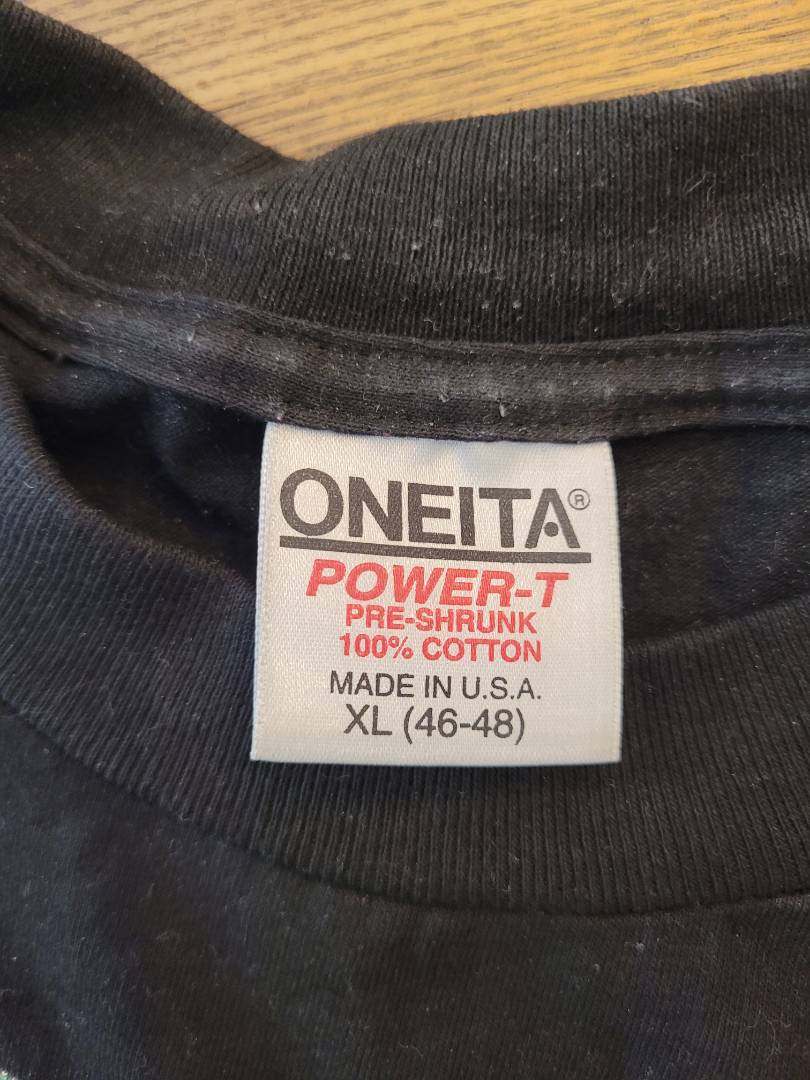 ONEITA®
POWER-T
PRE-SHRUNK
100% COTTON
MADE IN U.S.A.
XL (46-48)